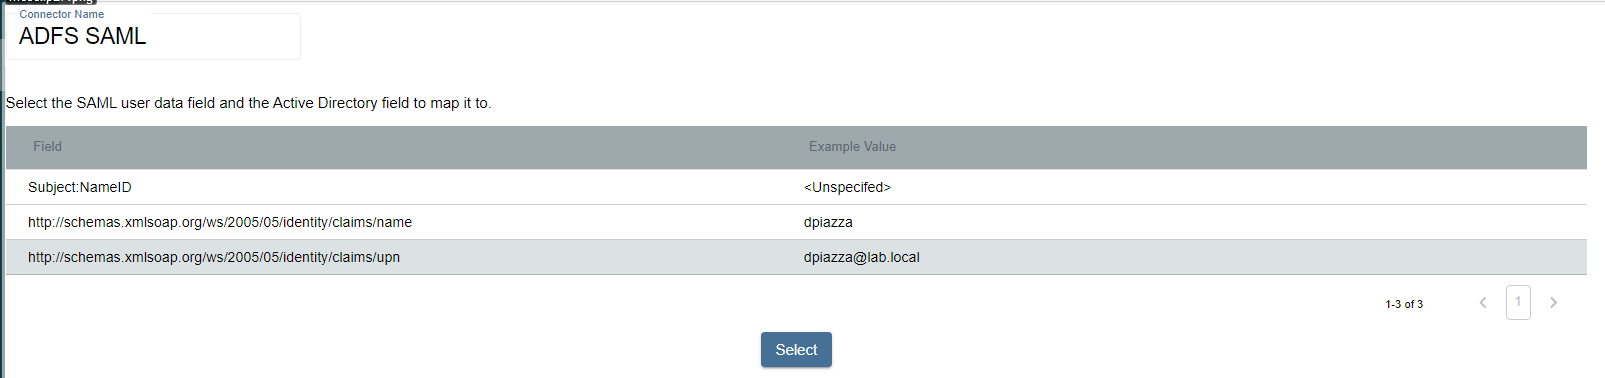 Connector Name
ADFS SAML
Select the SAML user data field and the Active Directory field to map it to.
Field Example Value
Subject:NameID <Unspecifed>
http://schemas.xmlsoap.org/ws/2005/05/identity/claims/name dpiazza
http://schemas.xmlsoap.org/ws/2005/05/identity/claims/upn dpiazza@lab.local
1-3 of 3 1
Select